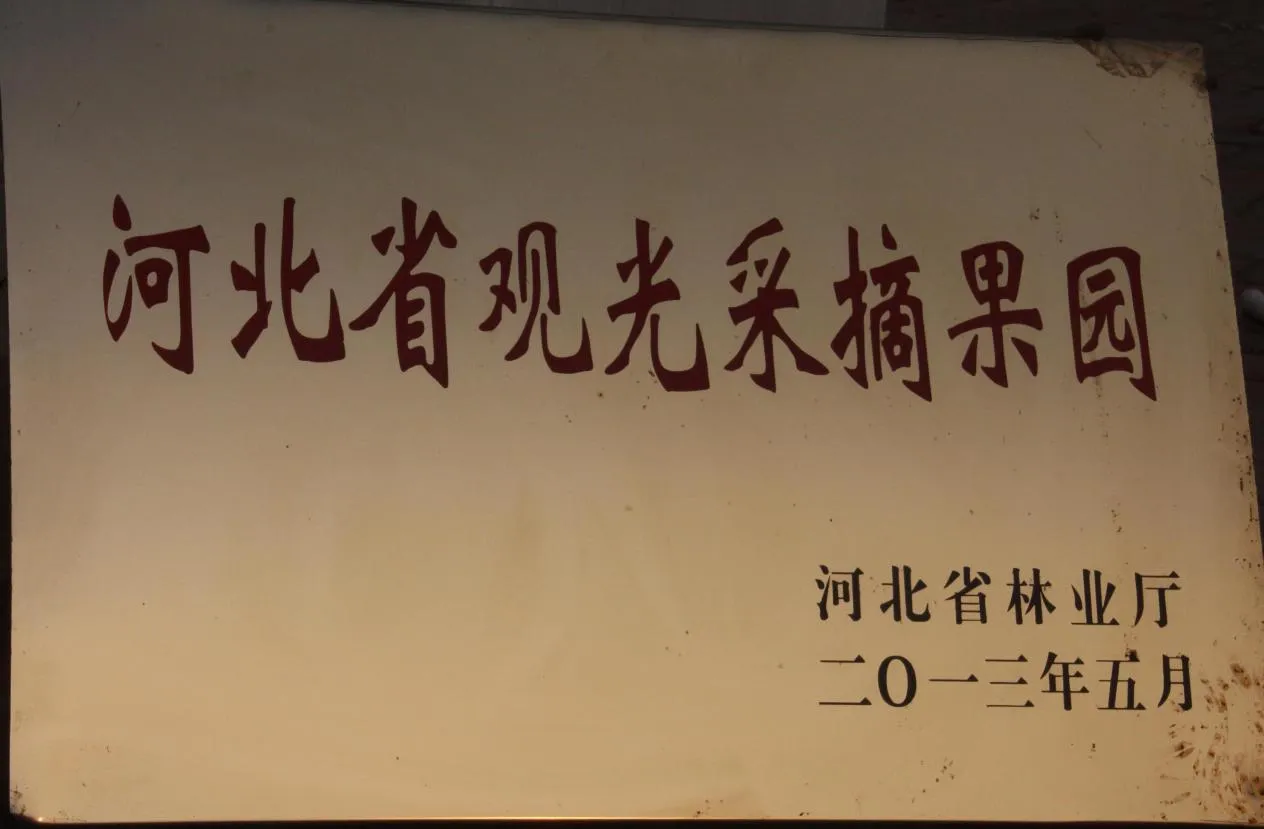 河北省观光采摘果园
河北省林业厅
二〇一三年五月